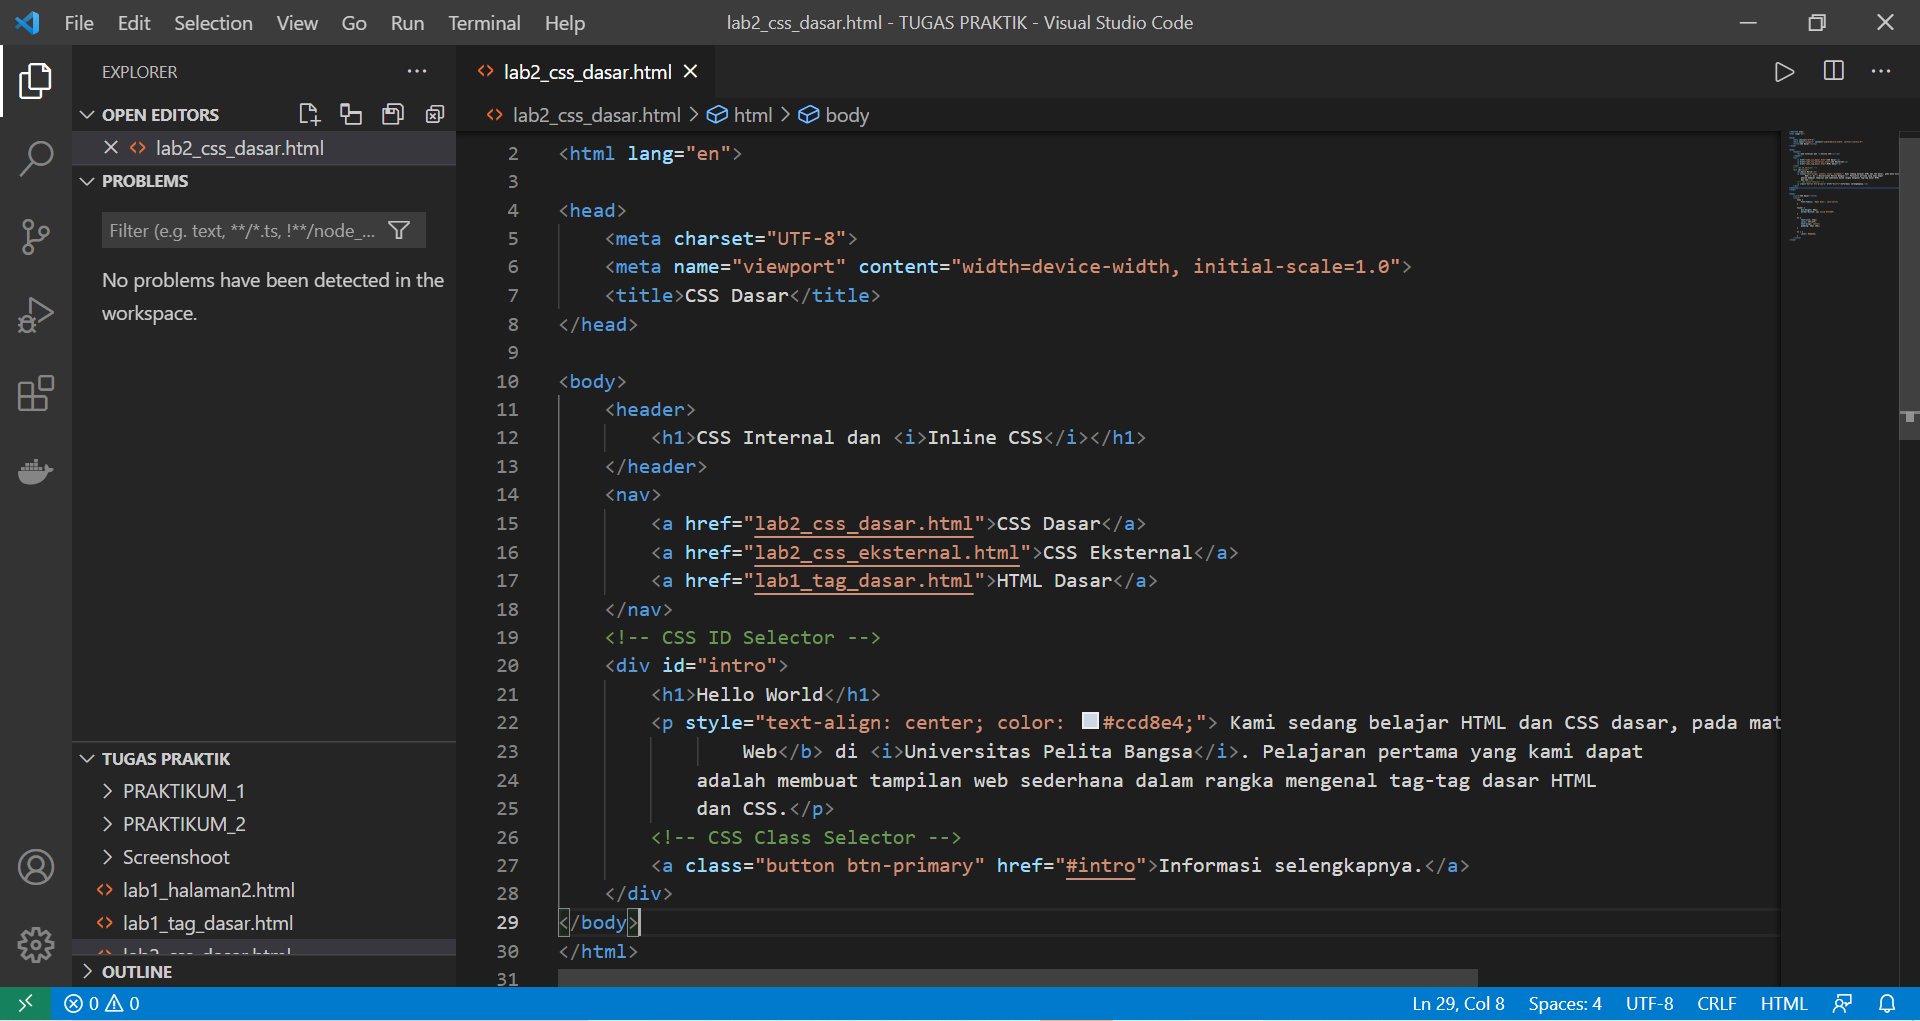 File Edit Selection View Go Run Terminal Help
lab2_css_dasar.html - TUGAS PRAKTIK - Visual Studio Code
EXPLORER
OPEN EDITORS
lab2_css_dasar.html
PROBLEMS
Filter (e.g. text, **/*.ts, !**/node_...
No problems have been detected in the
workspace.
TUGAS PRAKTIK
PRAKTIKUM_1
PRAKTIKUM_2
Screenshoot
lab1_halaman2.html
lab1_tag_dasar.html
lab2_css_dasar.html
OUTLINE
lab2_css_dasar.html
lab2_css_dasar.html > html > body
2 <html lang="en">
3
4 <head>
5 <meta charset="UTF-8">
6 <meta name="viewport" content="width=device-width, initial-scale=1.0">
7 <title>CSS Dasar</title>
8 </head>
9
10 <body>
11 <header>
12 <h1>CSS Internal dan <i>Inline CSS</i></h1>
13 </header>
14 <nav>
15 <a href="lab2_css_dasar.html">CSS Dasar</a>
16 <a href="lab2_css_eksternal.html">CSS Eksternal</a>
17 <a href="lab1_tag_dasar.html">HTML Dasar</a>
18 </nav>
19 <!-- CSS ID Selector -->
20 <div id="intro">
21 <h1>Hello World</h1>
22 <p style="text-align: center; color: #ccd8e4;"> Kami sedang belajar HTML dan CSS dasar, pada mat
23 Web</b> di <i>Universitas Pelita Bangsa</i>. Pelajaran pertama yang kami dapat
24 adalah membuat tampilan web sederhana dalam rangka mengenal tag-tag dasar HTML
25 dan CSS.</p>
26 <!-- CSS Class Selector -->
27 <a class="button btn-primary" href="#intro">Informasi selengkapnya.</a>
28 </div>
29 </body>
30 </html>
31
0 0
Ln 29, Col 8 Spaces: 4 UTF-8 CRLF HTML